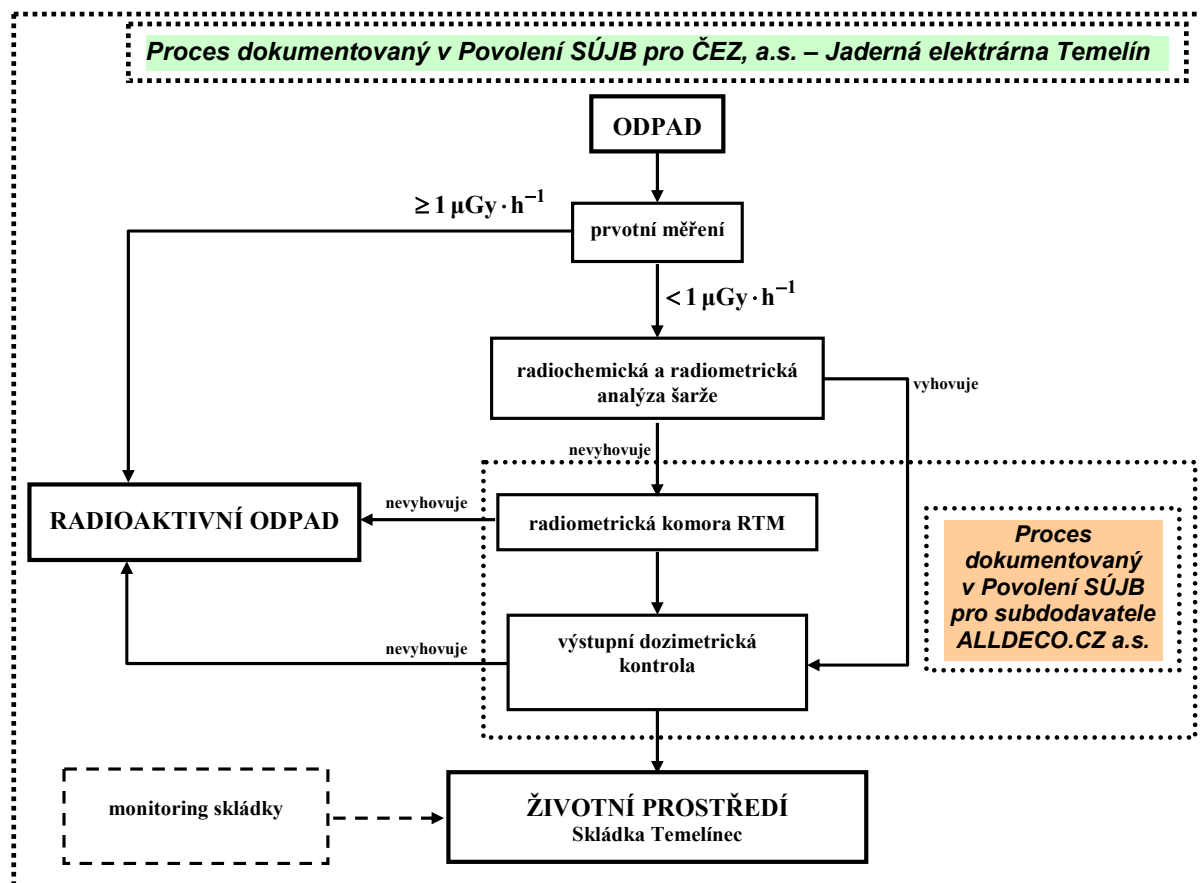 Proces dokumentovaný v Povolení SÚJB pro ČEZ, a.s. – Jaderná elektrárna Temelín
ODPAD
≥ 1 μGy · h⁻¹
prvotní měření
< 1 μGy · h⁻¹
radiochemická a radiometrická
analýza šarže
vyhovuje
nevyhovuje
RADIOAKTIVNÍ ODPAD
nevyhovuje
radiometrická komora RTM
Proces
dokumentovaný
v Povolení SÚJB
pro subdodavatele
ALLDECO.CZ a.s.
výstupní dozimetrická
kontrola
nevyhovuje
monitoring skládky
ŽIVOTNÍ PROSTŘEDÍ
Skládka Temelínec